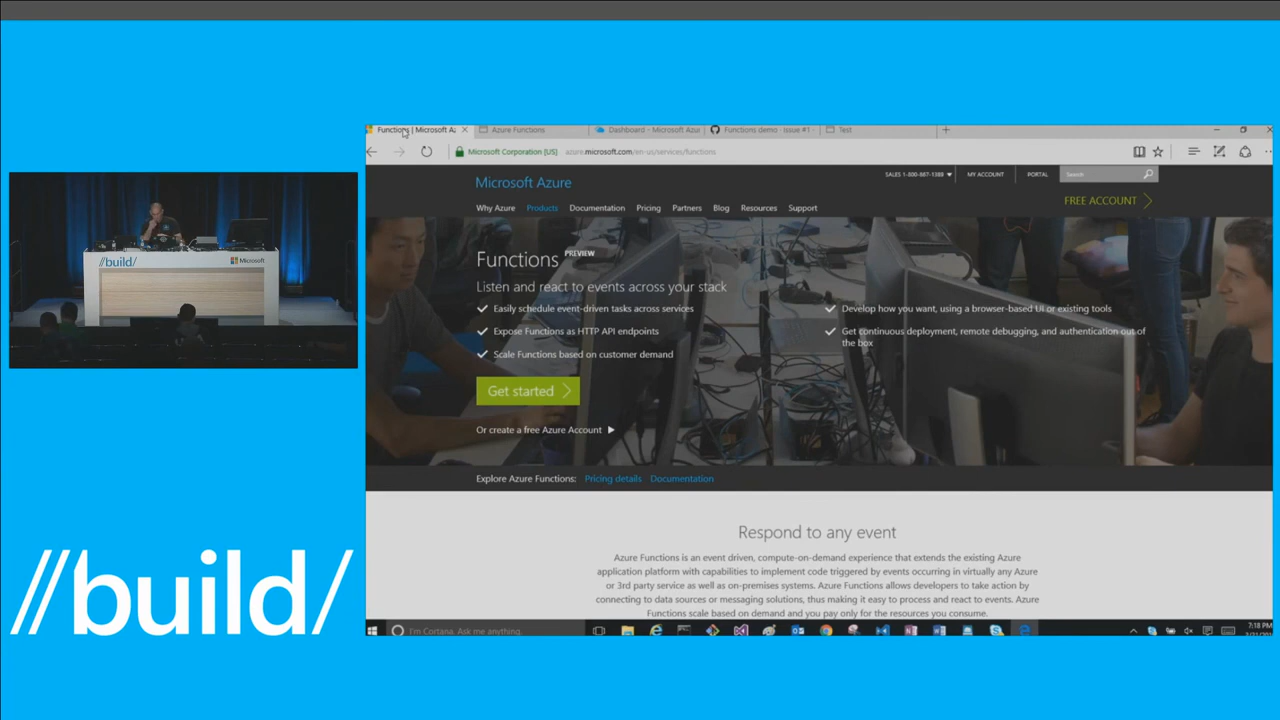 Functions | Microsoft Az
Azure Functions
Dashboard - Microsoft Azur
Functions demo · Issue #1 ·
Test
Microsoft Corporation [US]
azure.microsoft.com/en-us/services/functions
Microsoft Azure
SALES 1-800-867-1389
MY ACCOUNT
PORTAL
Search
Why Azure
Products
Documentation
Pricing
Partners
Blog
Resources
Support
FREE ACCOUNT
Functions PREVIEW
Listen and react to events across your stack
Easily schedule event-driven tasks across services
Expose Functions as HTTP API endpoints
Scale Functions based on customer demand
Develop how you want, using a browser-based UI or existing tools
Get continuous deployment, remote debugging, and authentication out of
the box
Get started
Or create a free Azure Account
Explore Azure Functions:
Pricing details
Documentation
Respond to any event
Azure Functions is an event driven, compute-on-demand experience that extends the existing Azure
application platform with capabilities to implement code triggered by events occurring in virtually any Azure
or 3rd party service as well as on-premises systems. Azure Functions allows developers to take action by
connecting to data sources or messaging solutions, thus making it easy to process and react to events. Azure
Functions scale based on demand and you pay only for the resources you consume.
I'm Cortana. Ask me anything.
7:18 PM
//build/
Microsoft
//build/